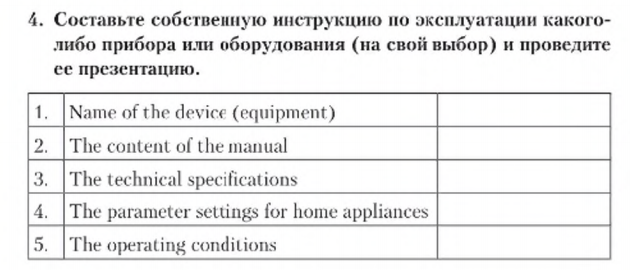 4. Составьте собственную инструкцию по эксплуатации какого-
либо прибора или оборудования (на свой выбор) и проведите
ее презентацию.
1. Name of the device (equipment)
2. The content of the manual
3. The technical specifications
4. The parameter settings for home appliances
5. The operating conditions